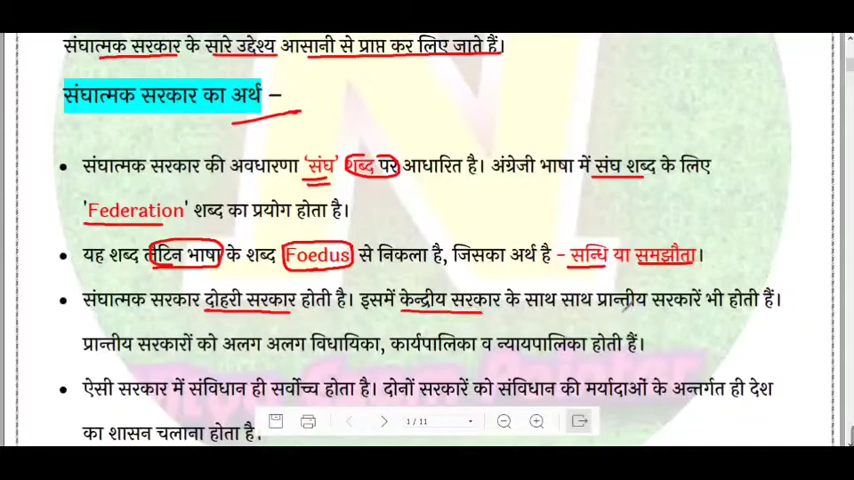 संघात्मक सरकार के सारे उद्देश्य आसानी से प्राप्त कर लिए जाते हैं।
संघात्मक सरकार का अर्थ –
• संघात्मक सरकार की अवधारणा 'संघ' शब्द पर आधारित है। अंग्रेजी भाषा में संघ शब्द के लिए
'Federation' शब्द का प्रयोग होता है।
• यह शब्द लैटिन भाषा के शब्द Foedus से निकला है, जिसका अर्थ है – सन्धि या समझौता।
• संघात्मक सरकार दोहरी सरकार होती है। इसमें केन्द्रीय सरकार के साथ साथ प्रान्तीय सरकारें भी होती हैं।
प्रान्तीय सरकारों को अलग अलग विधायिका, कार्यपालिका व न्यायपालिका होती हैं।
• ऐसी सरकार में संविधान ही सर्वोच्च होता है। दोनों सरकारें को संविधान की मर्यादाओं के अन्तर्गत ही देश
का शासन चलाना होता है।
1 / 11